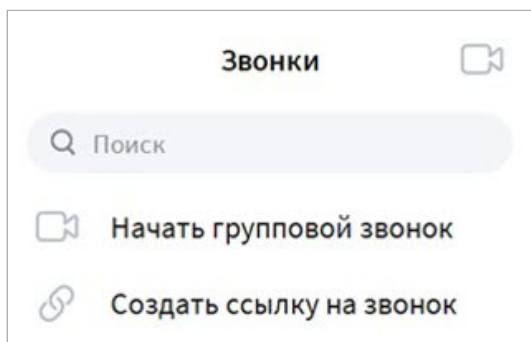 Звонки
Поиск
Начать групповой звонок
Создать ссылку на звонок